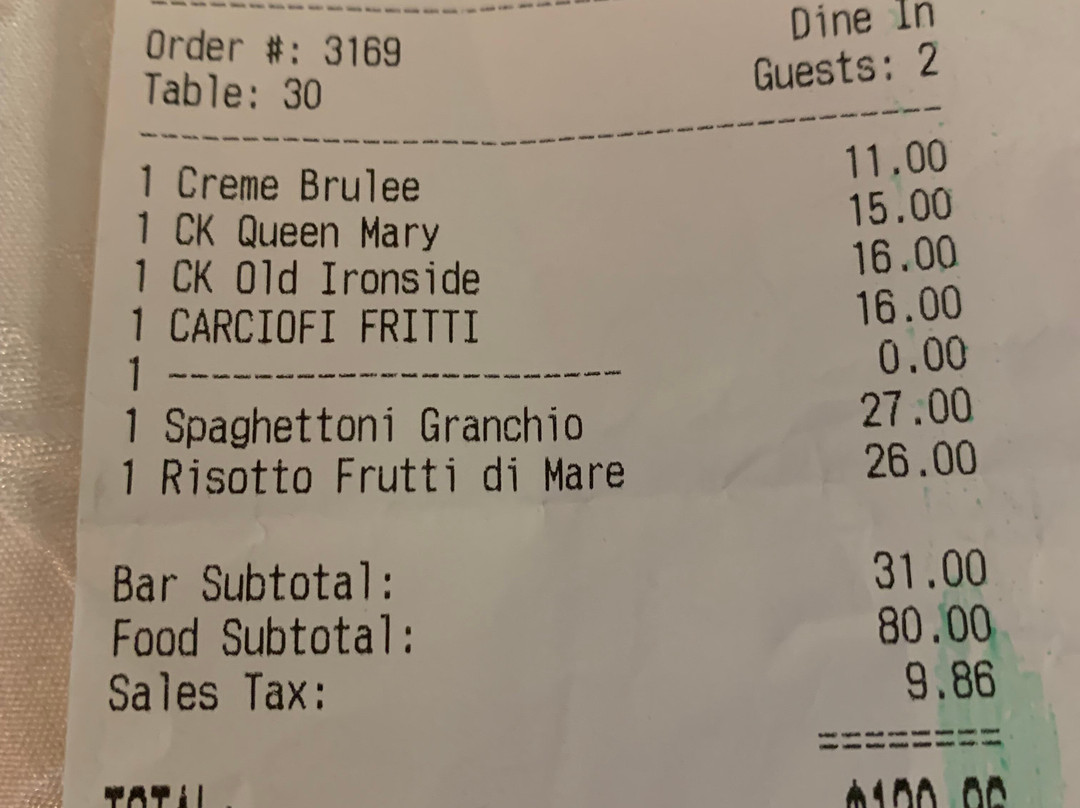 Order #: 3169
Dine In
Table: 30
Guests: 2
1 Creme Brulee 11.00
1 CK Queen Mary 15.00
1 CK Old Ironside 16.00
1 CARCIOFI FRITTI 16.00
1 ---------------------- 0.00
1 Spaghettoni Granchio 27.00
1 Risotto Frutti di Mare 26.00
Bar Subtotal: 31.00
Food Subtotal: 80.00
Sales Tax: 9.86
========
TOTAL